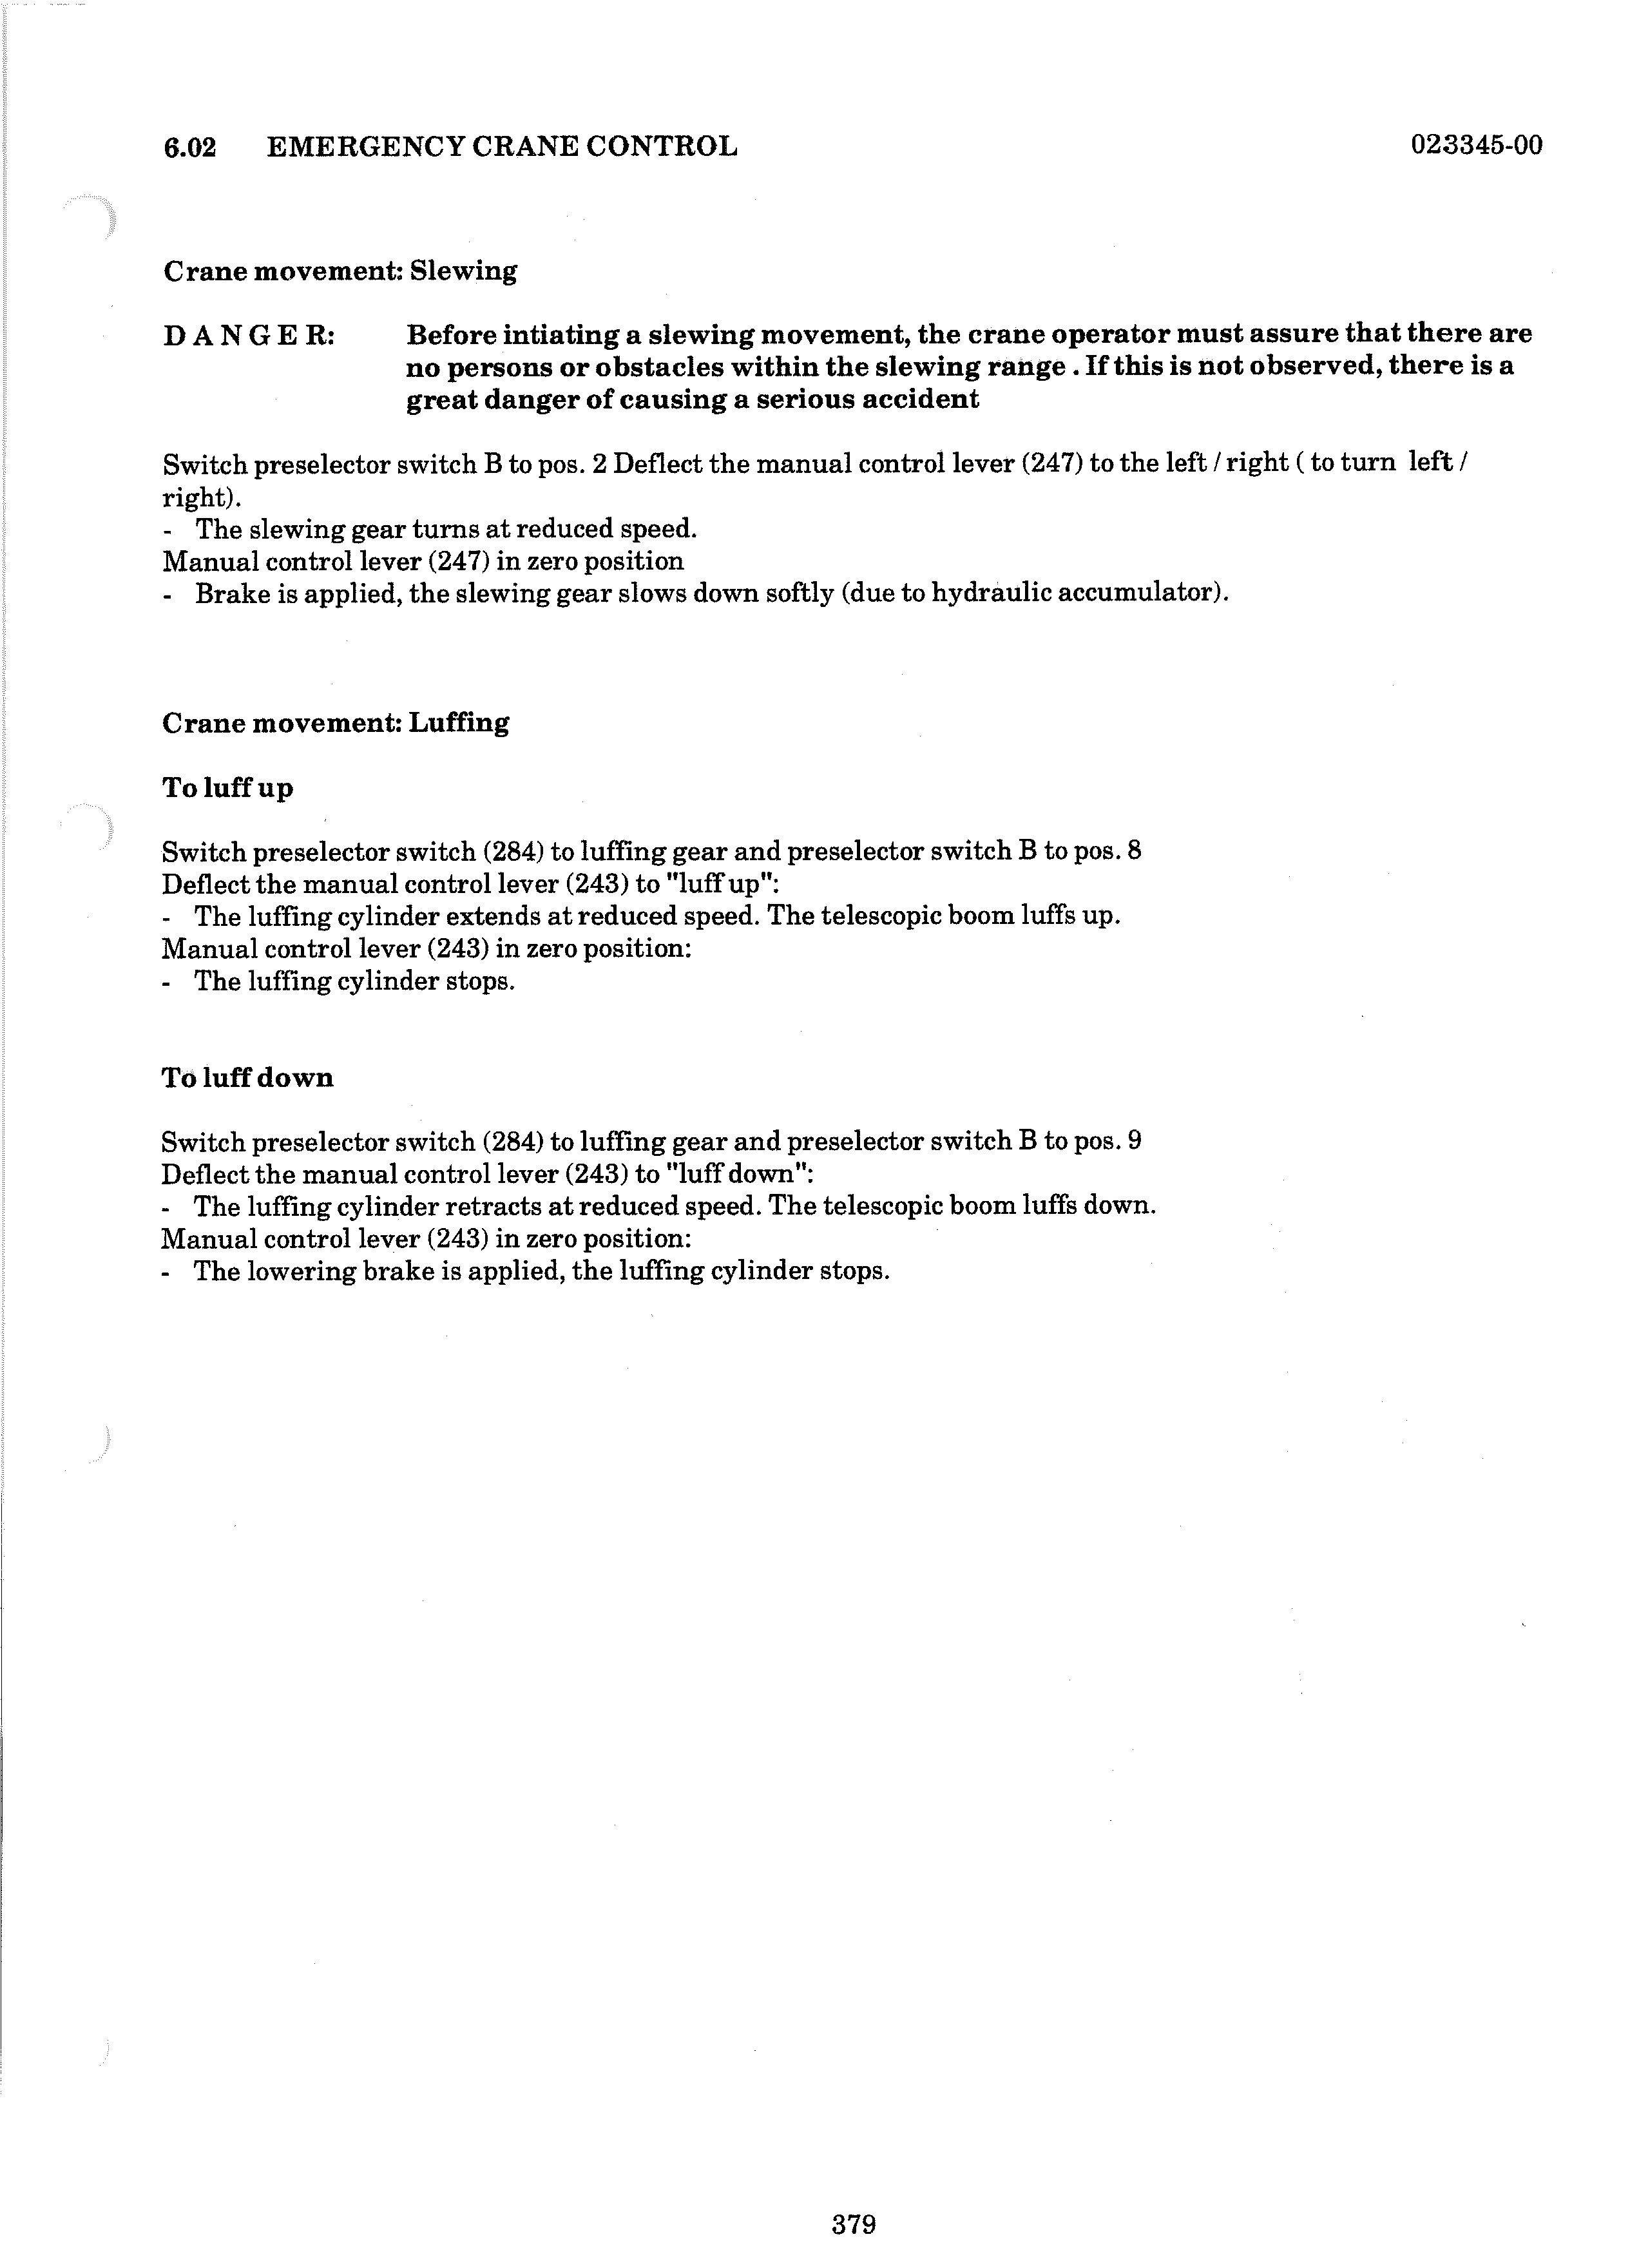 6.02 EMERGENCY CRANE CONTROL 023345-00
Crane movement: Slewing
D A N G E R: Before intiating a slewing movement, the crane operator must assure that there are
no persons or obstacles within the slewing range . If this is not observed, there is a
great danger of causing a serious accident
Switch preselector switch B to pos. 2 Deflect the manual control lever (247) to the left / right ( to turn left /
right).
- The slewing gear turns at reduced speed.
Manual control lever (247) in zero position
- Brake is applied, the slewing gear slows down softly (due to hydraulic accumulator).
Crane movement: Luffing
To luff up
Switch preselector switch (284) to luffing gear and preselector switch B to pos. 8
Deflect the manual control lever (243) to "luff up":
- The luffing cylinder extends at reduced speed. The telescopic boom luffs up.
Manual control lever (243) in zero position:
- The luffing cylinder stops.
To luff down
Switch preselector switch (284) to luffing gear and preselector switch B to pos. 9
Deflect the manual control lever (243) to "luff down":
- The luffing cylinder retracts at reduced speed. The telescopic boom luffs down.
Manual control lever (243) in zero position:
- The lowering brake is applied, the luffing cylinder stops.
379